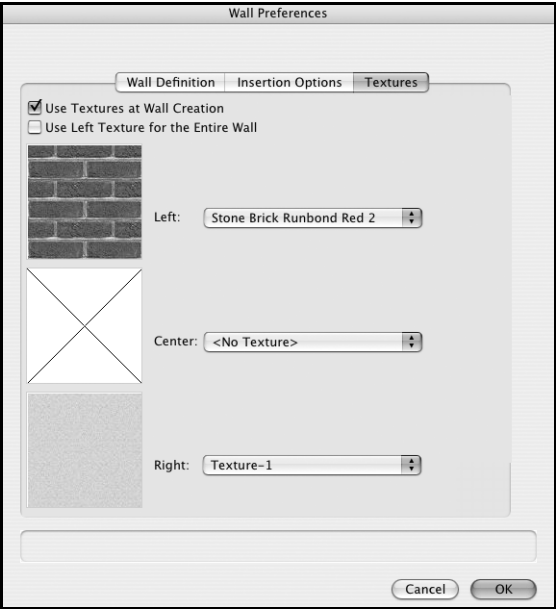 Wall Preferences
Wall Definition Insertion Options Textures
Use Textures at Wall Creation
Use Left Texture for the Entire Wall
Left: Stone Brick Runbond Red 2
Center: <No Texture>
Right: Texture-1
Cancel OK